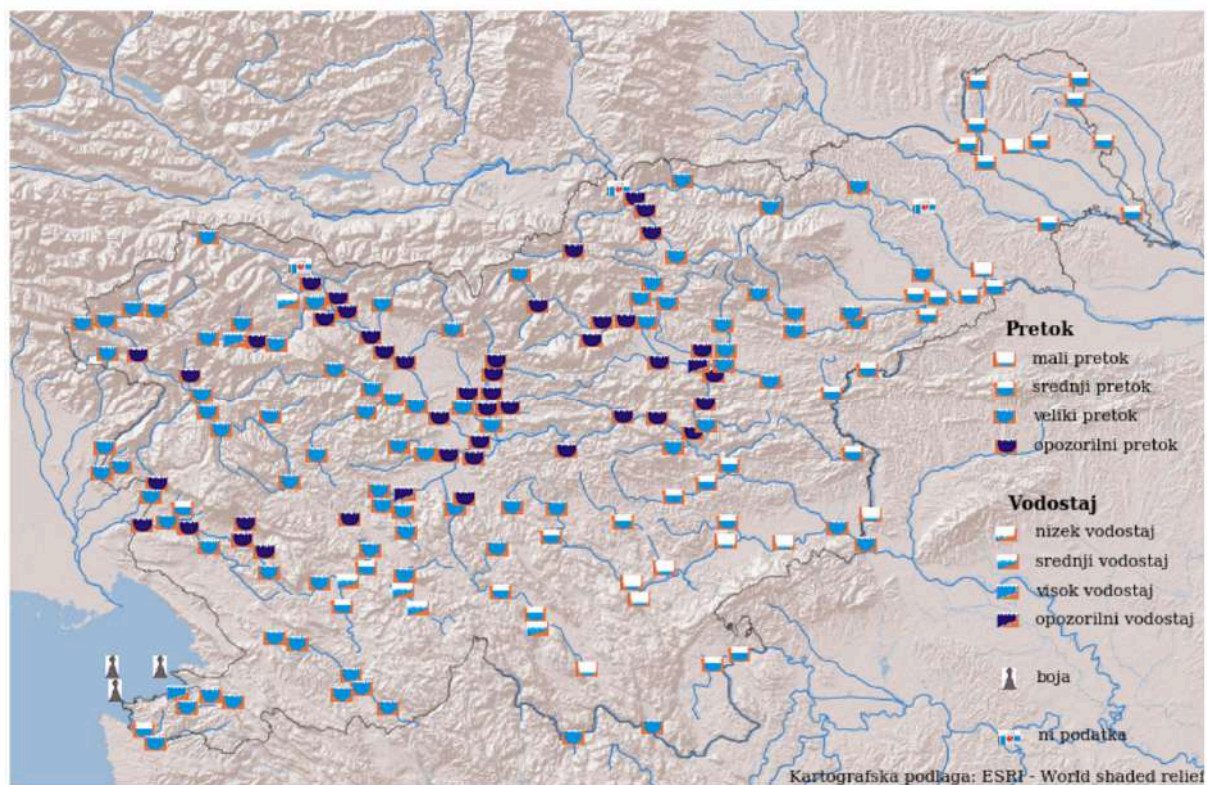 Pretok
mali pretok
srednji pretok
veliki pretok
opozorilni pretok
Vodostaj
nizek vodostaj
srednji vodostaj
visok vodostaj
opozorilni vodostaj
boja
ni podatka
Kartografska podlaga: ESRI - World shaded relief